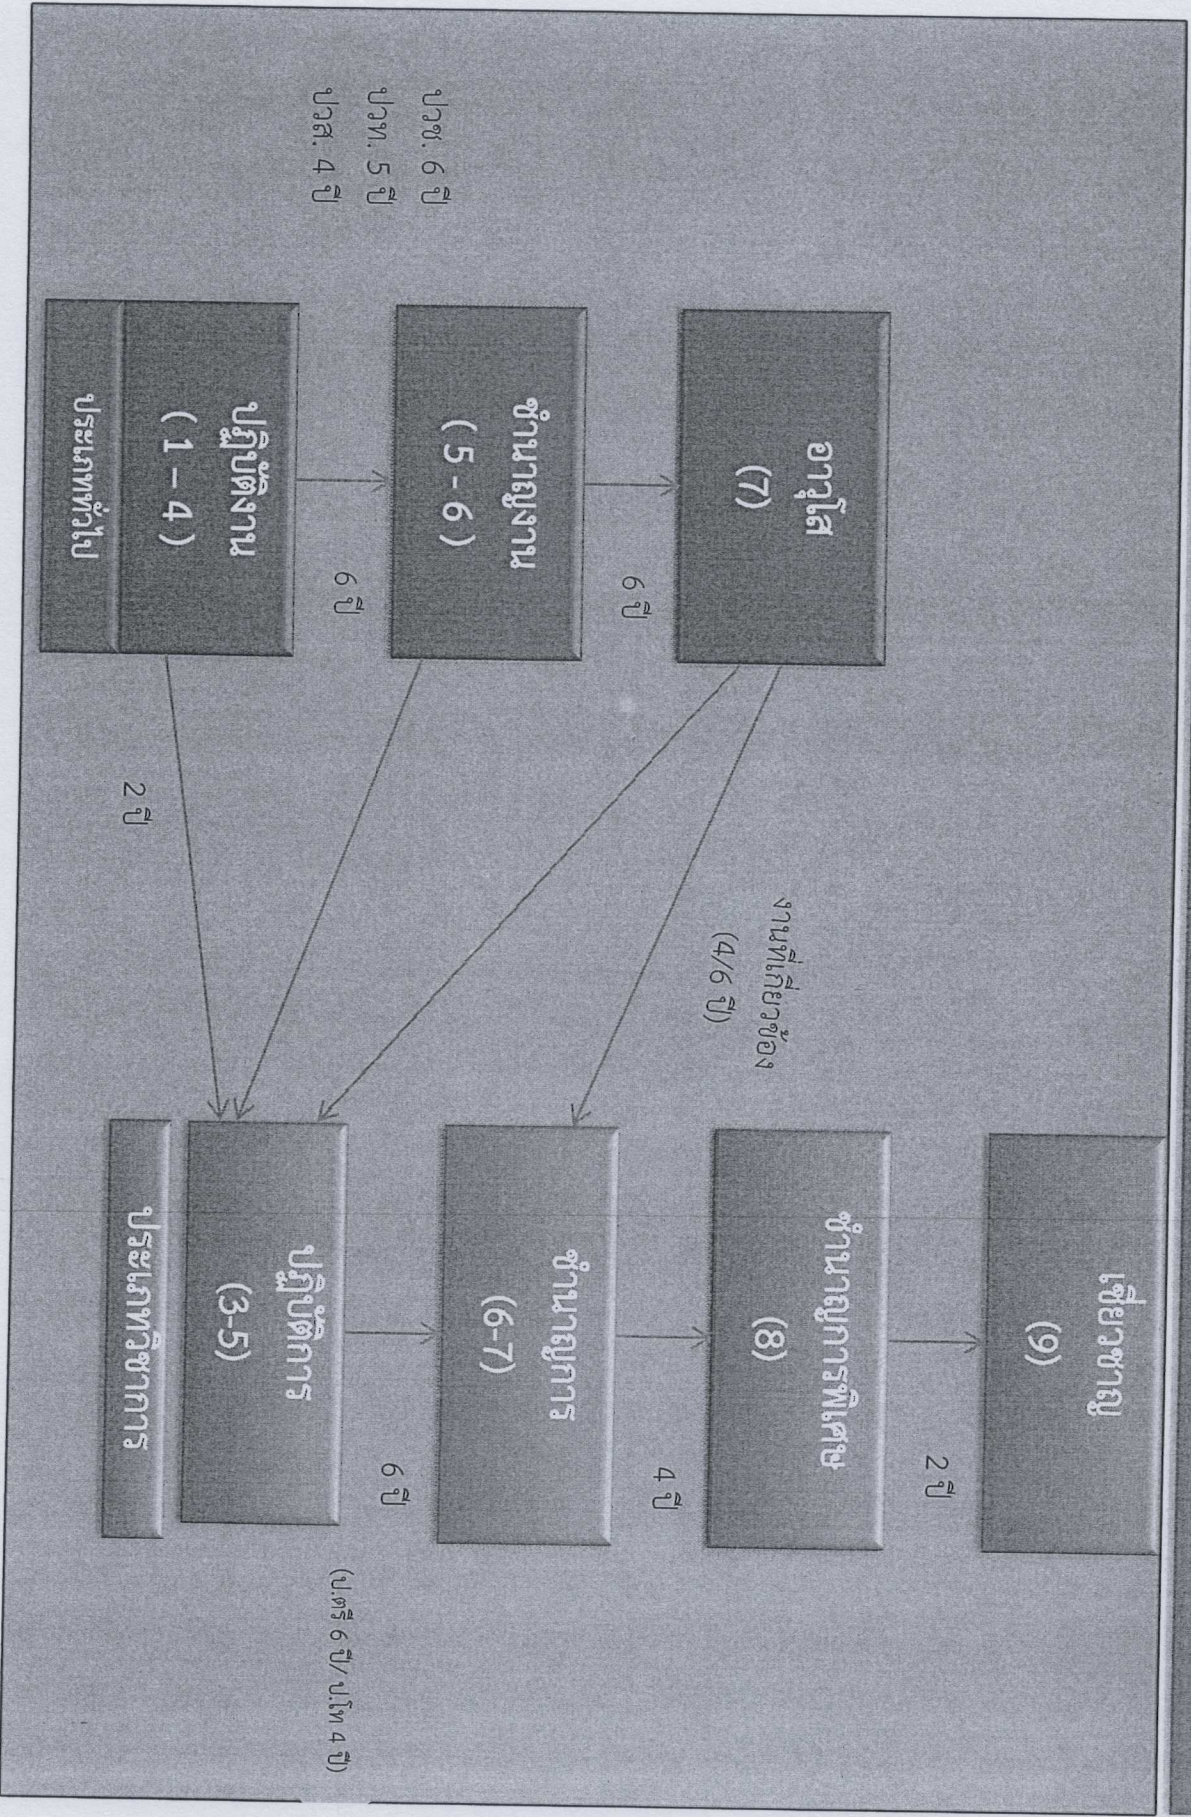 เชี่ยวชาญ
(9)
2 ปี
อาวุโส
(7)
งานที่เกี่ยวข้อง
(4/6 ปี)
ชำนาญการพิเศษ
(8)
6 ปี
4 ปี
ชำนาญงาน
( 5 - 6 )
ชำนาญการ
(6-7)
ปวช. 6 ปี
ปวท. 5 ปี
ปวส. 4 ปี
6 ปี
6 ปี
(ป.ตรี 6 ปี/ ป.โท 4 ปี)
ปฏิบัติงาน
( 1 – 4 )
2 ปี
ปฏิบัติการ
(3-5)
ประเภททั่วไป
ประเภทวิชาการ